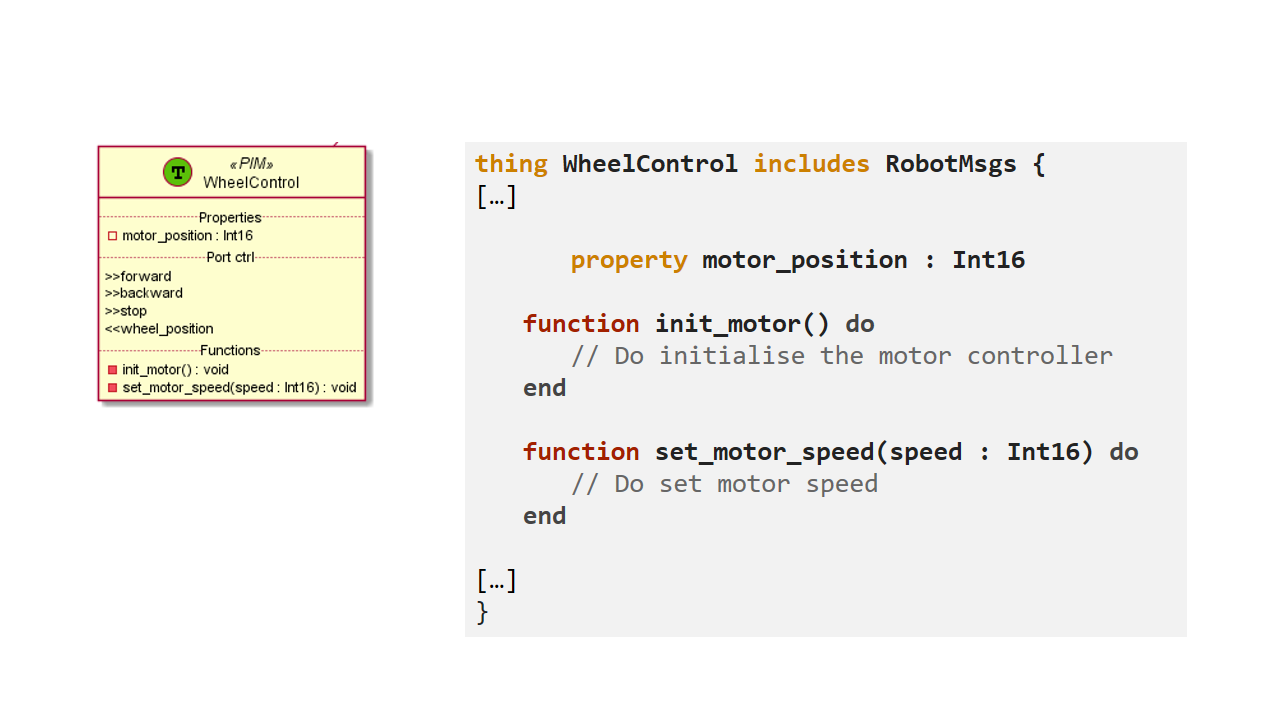 «PIM»
T
WheelControl
Properties
motor_position : Int16
Port ctrl
>>forward
>>backward
>>stop
<<wheel_position
Functions
init_motor() : void
set_motor_speed(speed : Int16) : void
thing WheelControl includes RobotMsgs {
[…]
property motor_position : Int16
function init_motor() do
// Do initialise the motor controller
end
function set_motor_speed(speed : Int16) do
// Do set motor speed
end
[…]
}